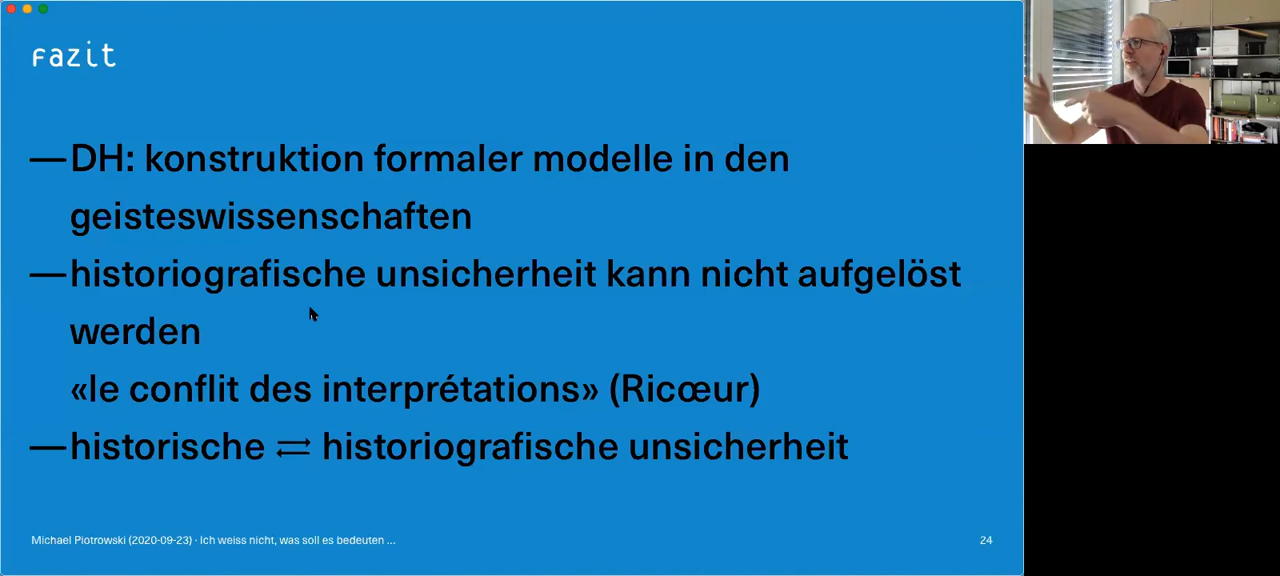 Fazit
—DH: konstruktion formaler modelle in den
geisteswissenschaften
—historiografische unsicherheit kann nicht aufgelöst
werden
«le conflit des interprétations» (Ricœur)
—historische ⇄ historiografische unsicherheit
Michael Piotrowski (2020-09-23) · Ich weiss nicht, was soll es bedeuten …
24